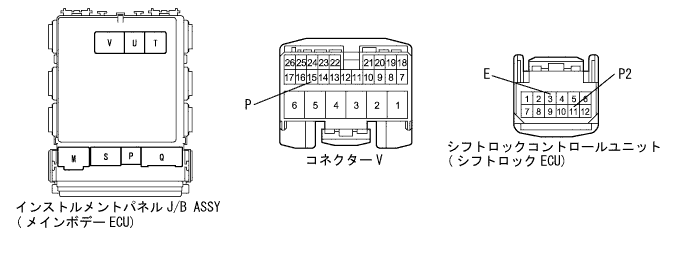 V U T
M S P Q
インストルメントパネル J/B ASSY
( メインボデー ECU)
26 25 24 23 22 21 20 19 18
17 16 15 14 13 12 11 10 9 8 7
P
6 5 4 3 2 1
コネクター V
E P2
1 2 3 4 5 6
7 8 9 10 11 12
シフトロックコントロールユニット
( シフトロック ECU)